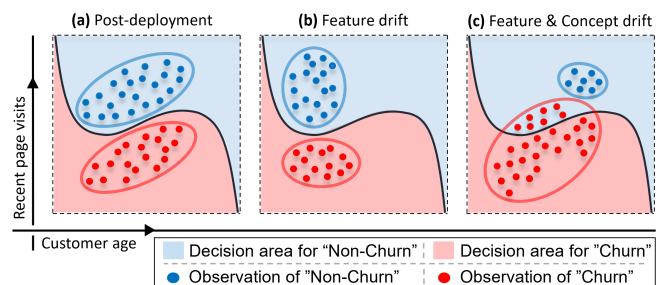 (a) Post-deployment
(b) Feature drift
(c) Feature & Concept drift
Recent page visits
Customer age
Decision area for "Non-Churn"
Decision area for "Churn"
Observation of "Non-Churn"
Observation of "Churn"